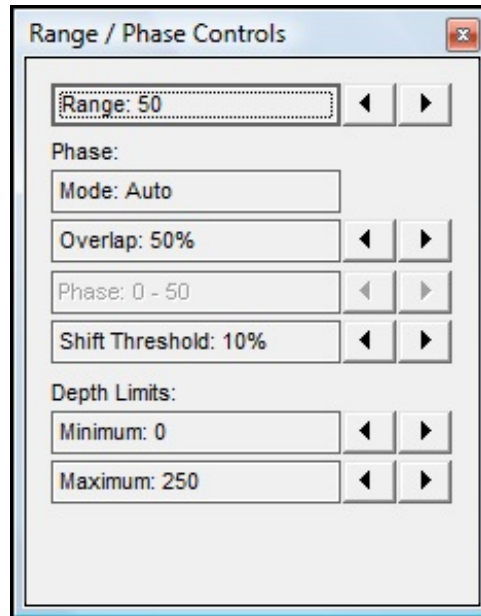 Range / Phase Controls
Range: 50
Phase:
Mode: Auto
Overlap: 50%
Phase: 0 - 50
Shift Threshold: 10%
Depth Limits:
Minimum: 0
Maximum: 250